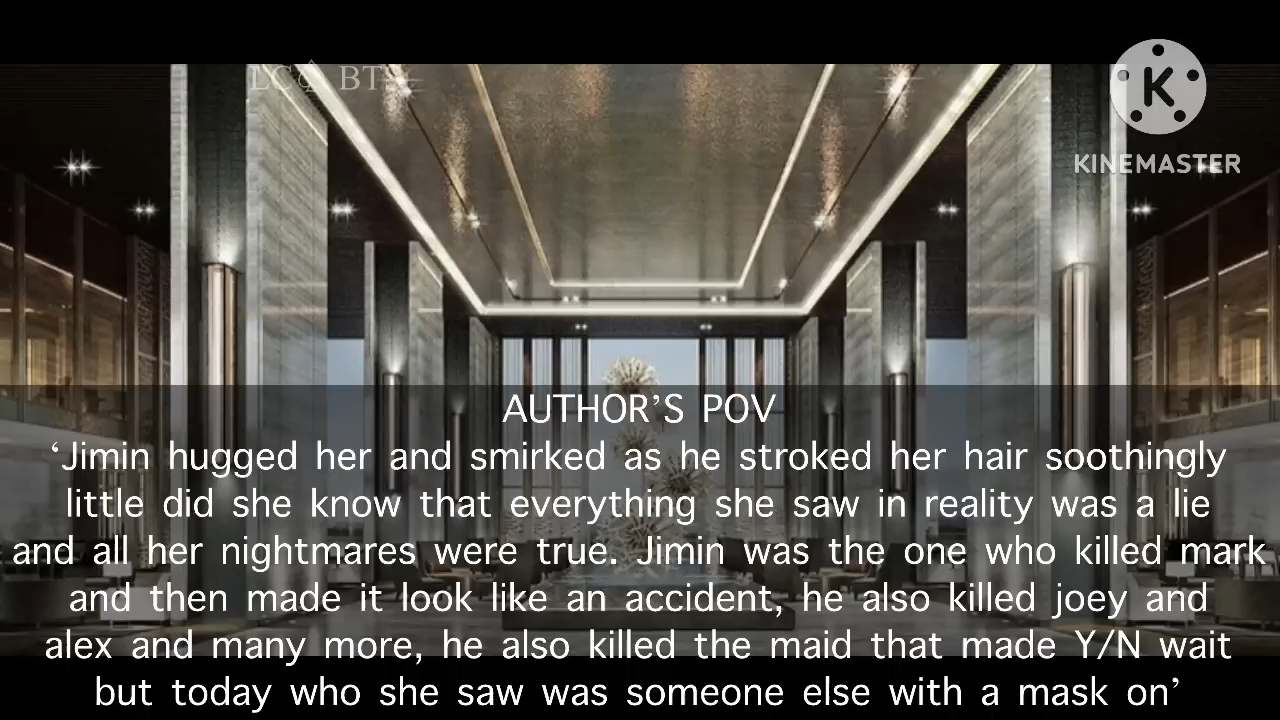 LC BTS
K
KINEMASTER
AUTHOR'S POV
‘Jimin hugged her and smirked as he stroked her hair soothingly
little did she know that everything she saw in reality was a lie
and all her nightmares were true. Jimin was the one who killed mark
and then made it look like an accident, he also killed joey and
alex and many more, he also killed the maid that made Y/N wait
but today who she saw was someone else with a mask on’